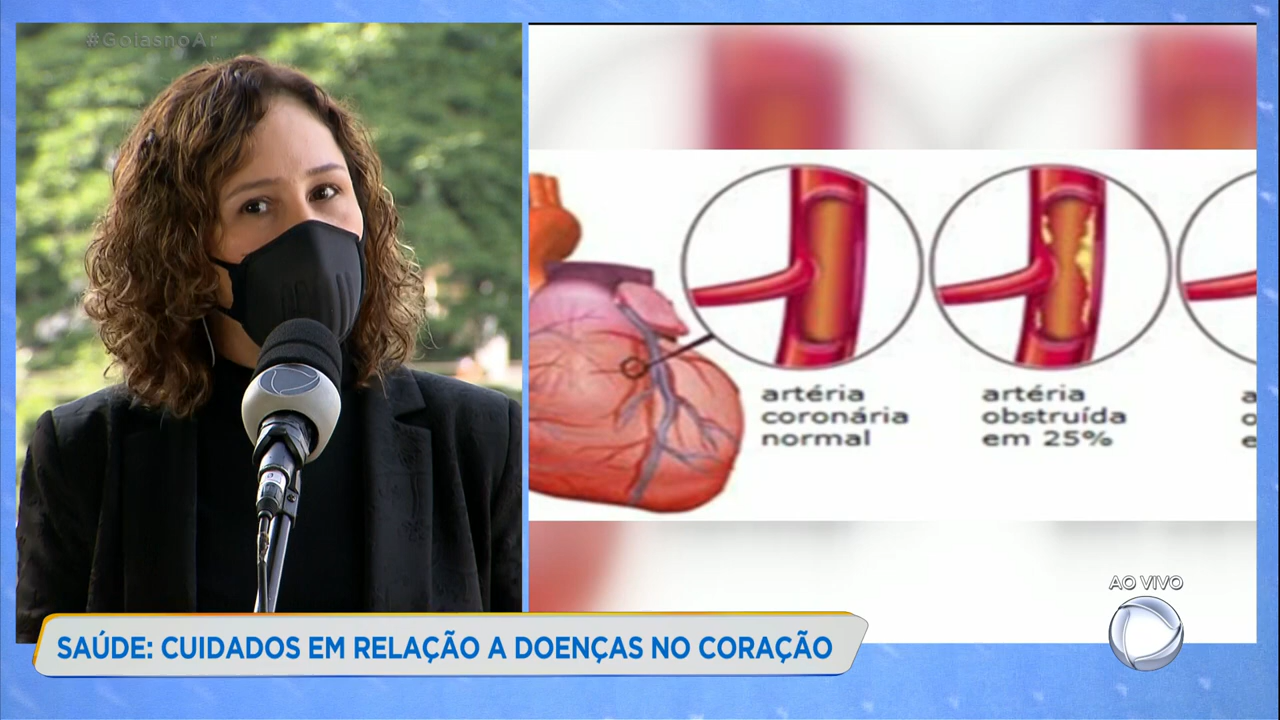 #GoiasnoAr
artéria
coronária
normal
artéria
obstruída
em 25%
a
o
e
AO VIVO
SAÚDE: CUIDADOS EM RELAÇÃO A DOENÇAS NO CORAÇÃO